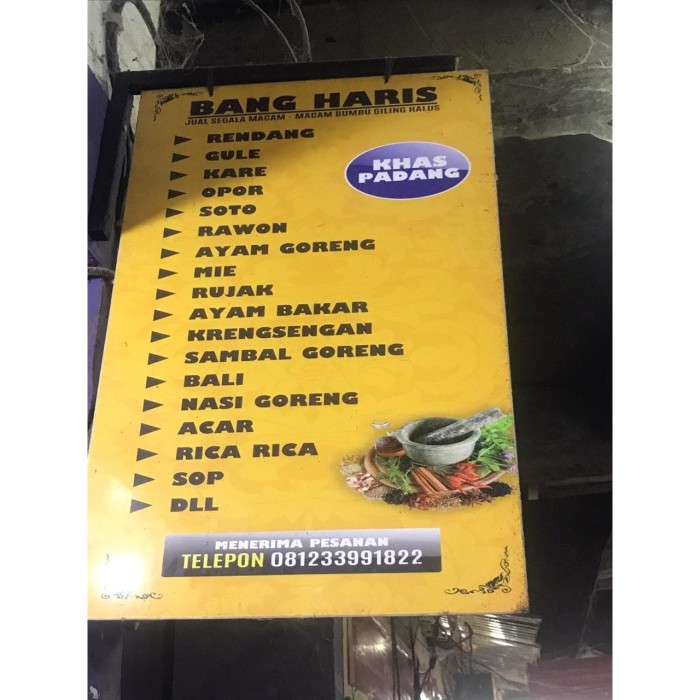 BANG HARIS
JUAL SEGALA MACAM - MACAM BUMBU GILING HALUS
KHAS
PADANG
RENDANG
GULE
KARE
OPOR
SOTO
RAWON
AYAM GORENG
MIE
RUJAK
AYAM BAKAR
KRENGSENGAN
SAMBAL GORENG
BALI
NASI GORENG
ACAR
RICA RICA
SOP
DLL
MENERIMA PESANAN
TELEPON 081233991822